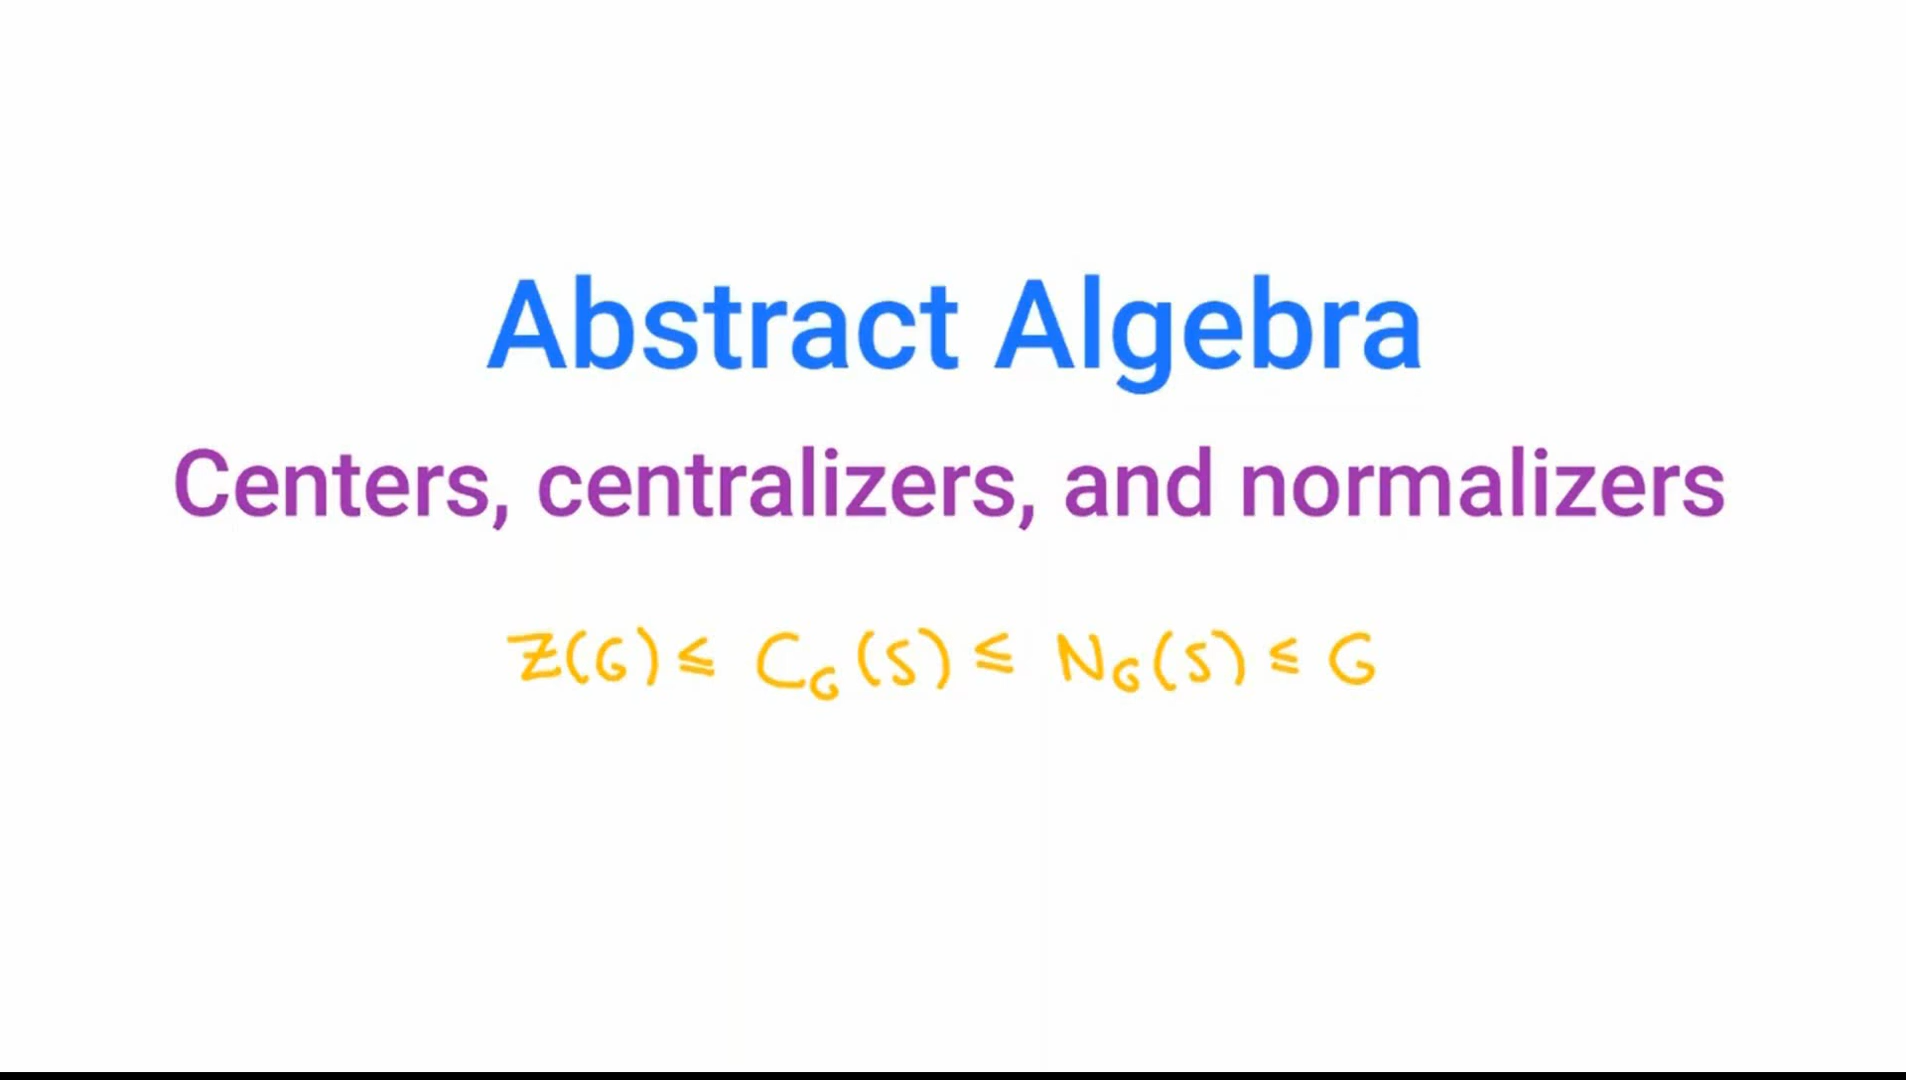 Abstract Algebra
Centers, centralizers, and normalizers
Z(G) ≤ C_G(S) ≤ N_G(S) ≤ G